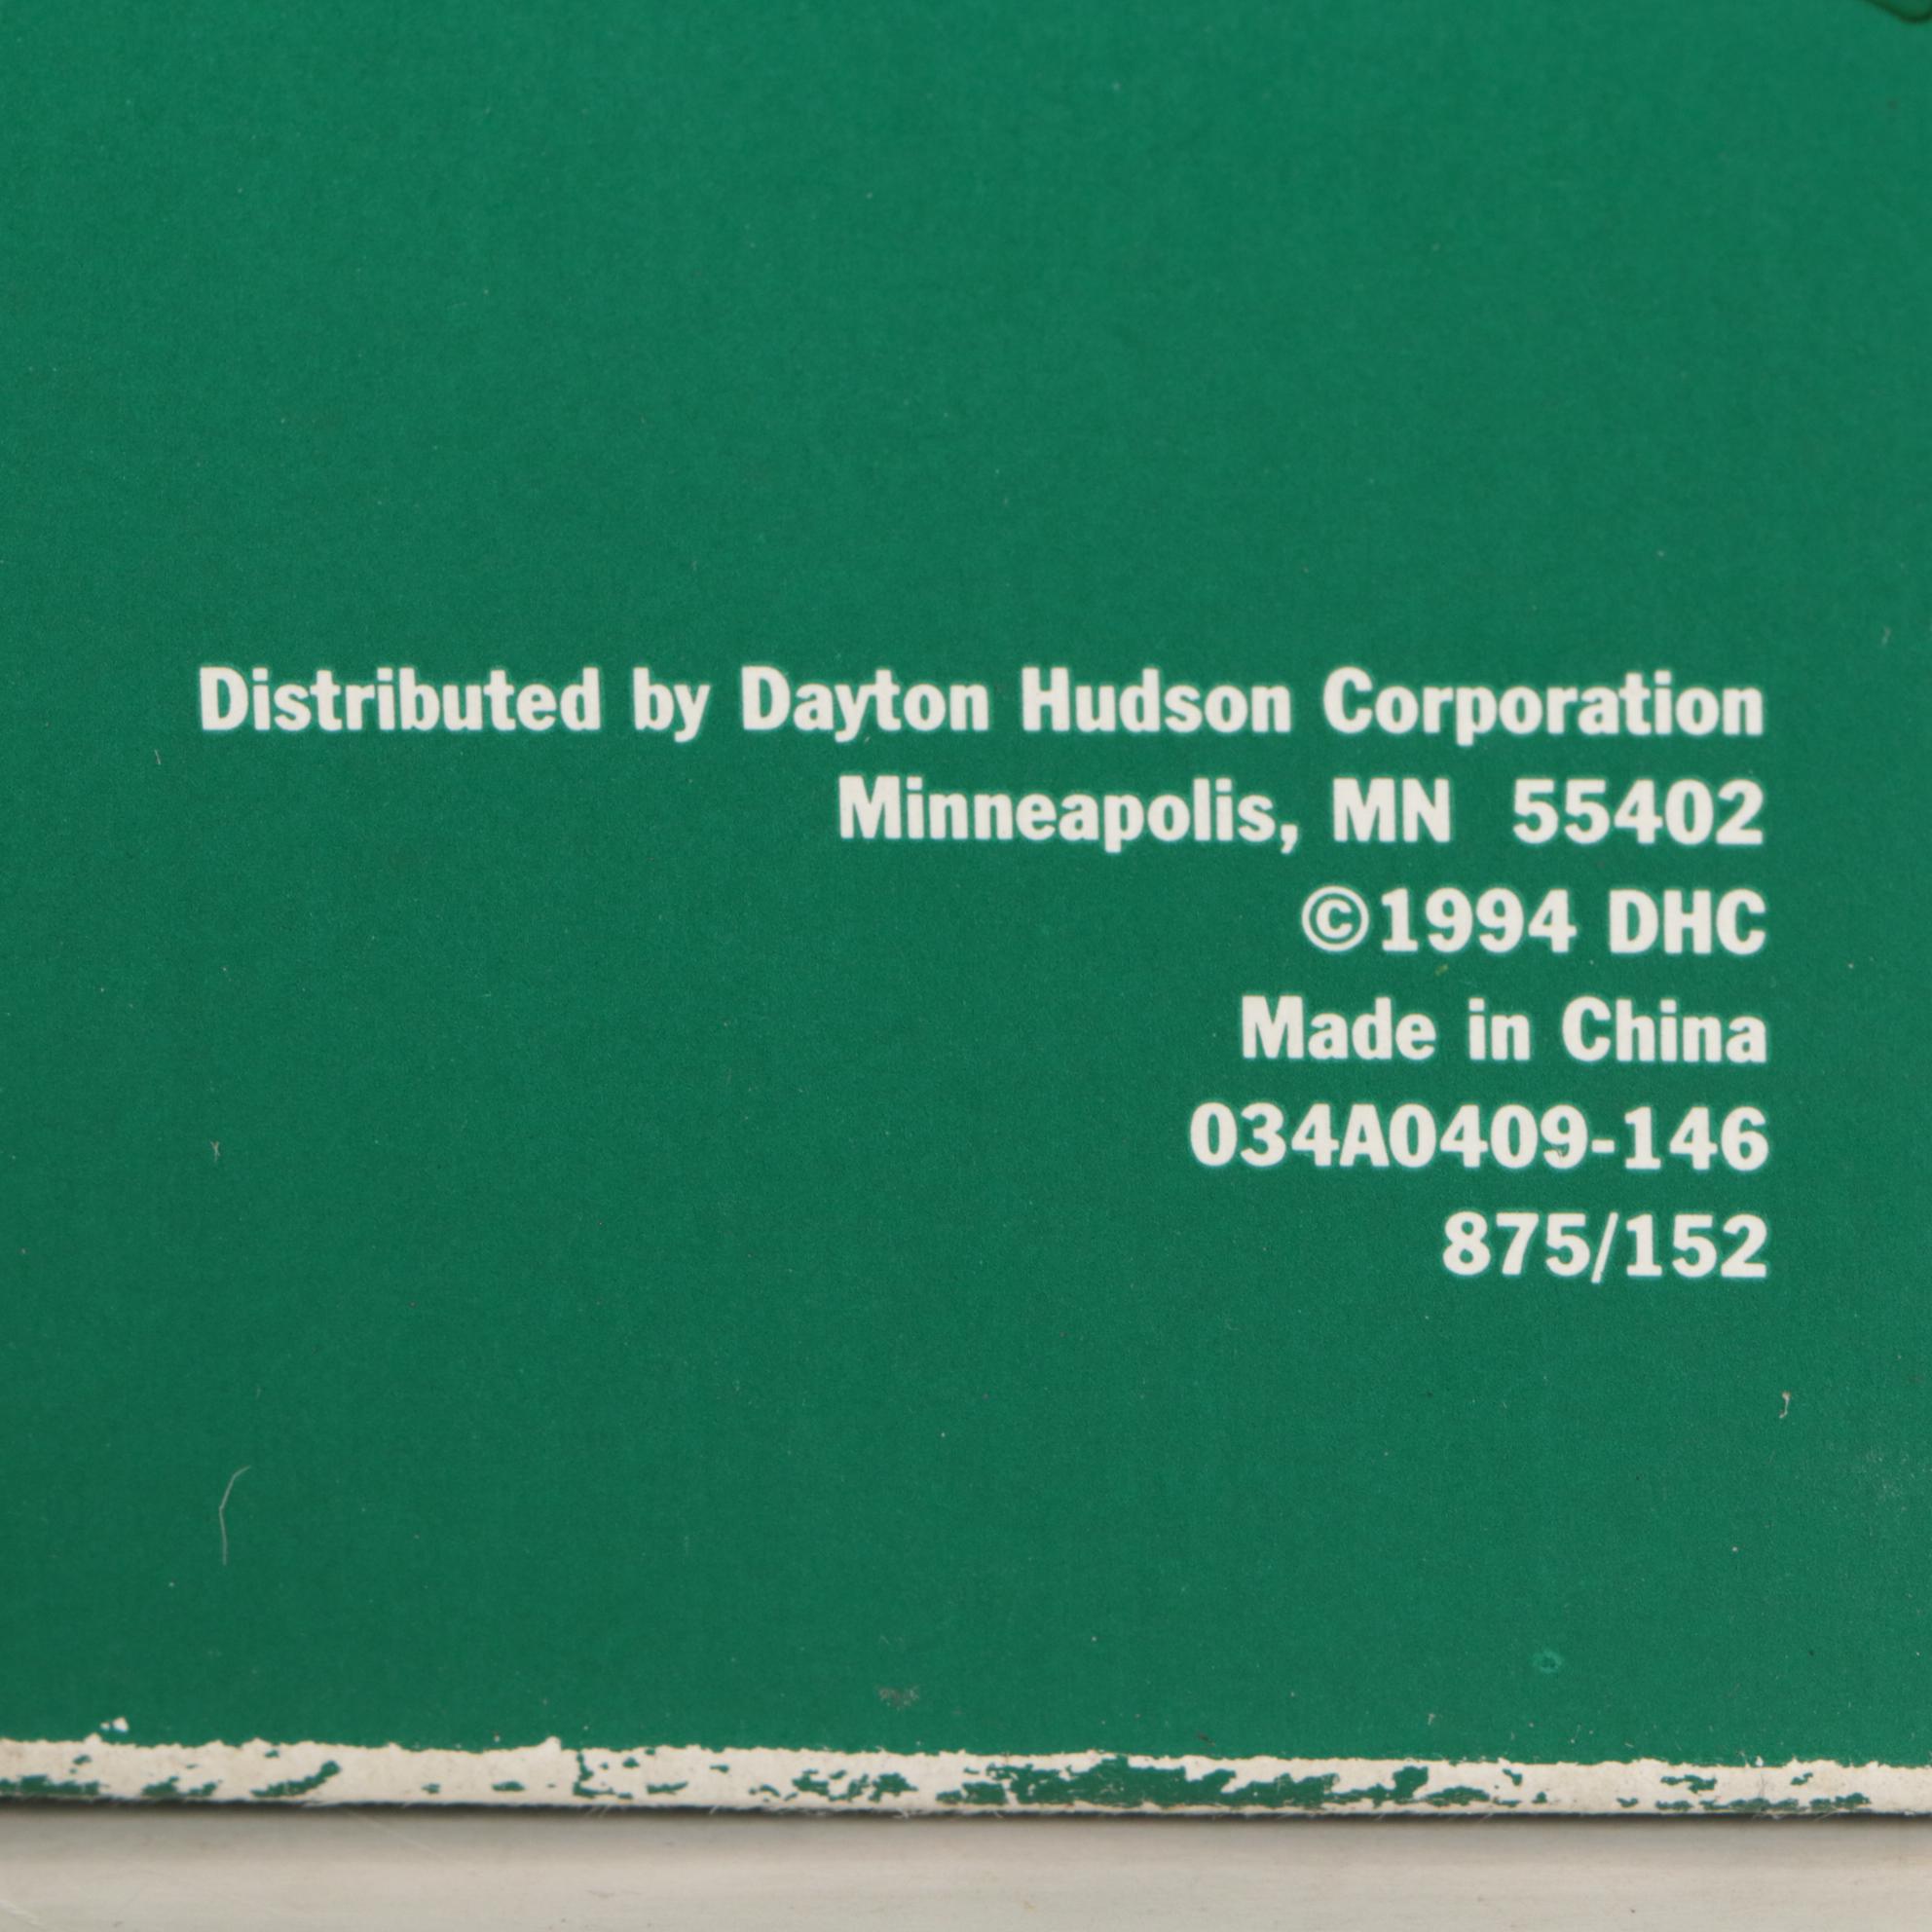 Distributed by Dayton Hudson Corporation
Minneapolis, MN  55402
©1994 DHC
Made in China
034A0409-146
875/152